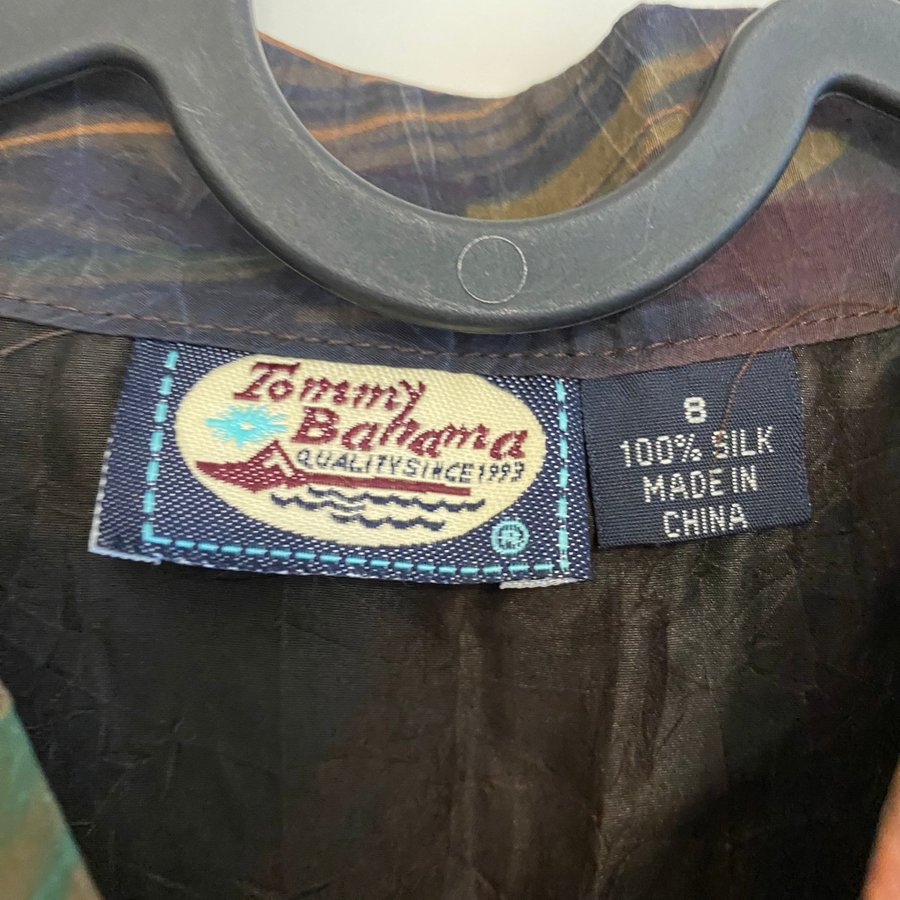 Tommy
Bahama
QUALITY SINCE 1993
®
8
100% SILK
MADE IN
CHINA